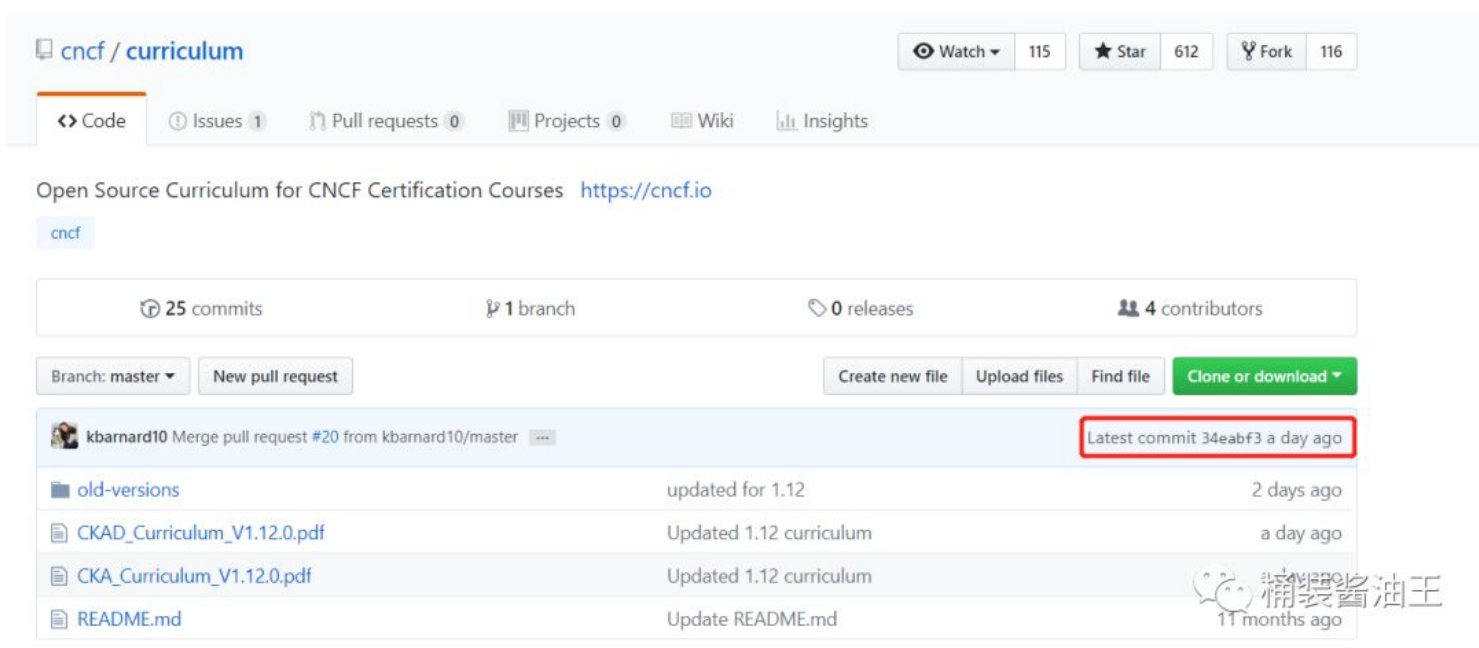 cncf / curriculum Watch 115 Star 612 Fork 116
Code Issues 1 Pull requests 0 Projects 0 Wiki Insights
Open Source Curriculum for CNCF Certification Courses https://cncf.io
cncf
25 commits 1 branch 0 releases 4 contributors
Branch: master New pull request Create new file Upload files Find file Clone or download
kbarnard10 Merge pull request #20 from kbarnard10/master ... Latest commit 34eabf3 a day ago
old-versions updated for 1.12 2 days ago
CKAD_Curriculum_V1.12.0.pdf Updated 1.12 curriculum a day ago
CKA_Curriculum_V1.12.0.pdf Updated 1.12 curriculum a day ago
桶装酱油王
README.md Update README.md 11 months ago